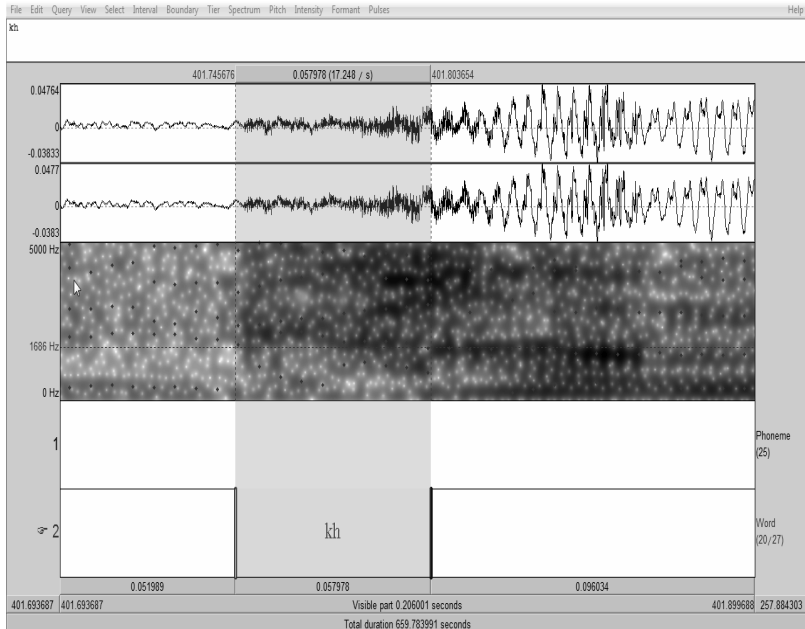 File Edit Query View Select Interval Boundary Tier Spectrum Pitch Intensity Formant Pulses Help
kh
401.745676 0.057978 (17.248 / s) 401.803654
0.04764
0
-0.03833
0.0477
0
-0.0383
5000 Hz
1686 Hz
0 Hz
1 Phoneme
(25)
2 kh Word
(20/27)
0.051989 0.057978 0.096034
401.693687 401.693687 Visible part 0.206001 seconds 401.899688 257.884303
Total duration 659.783991 seconds